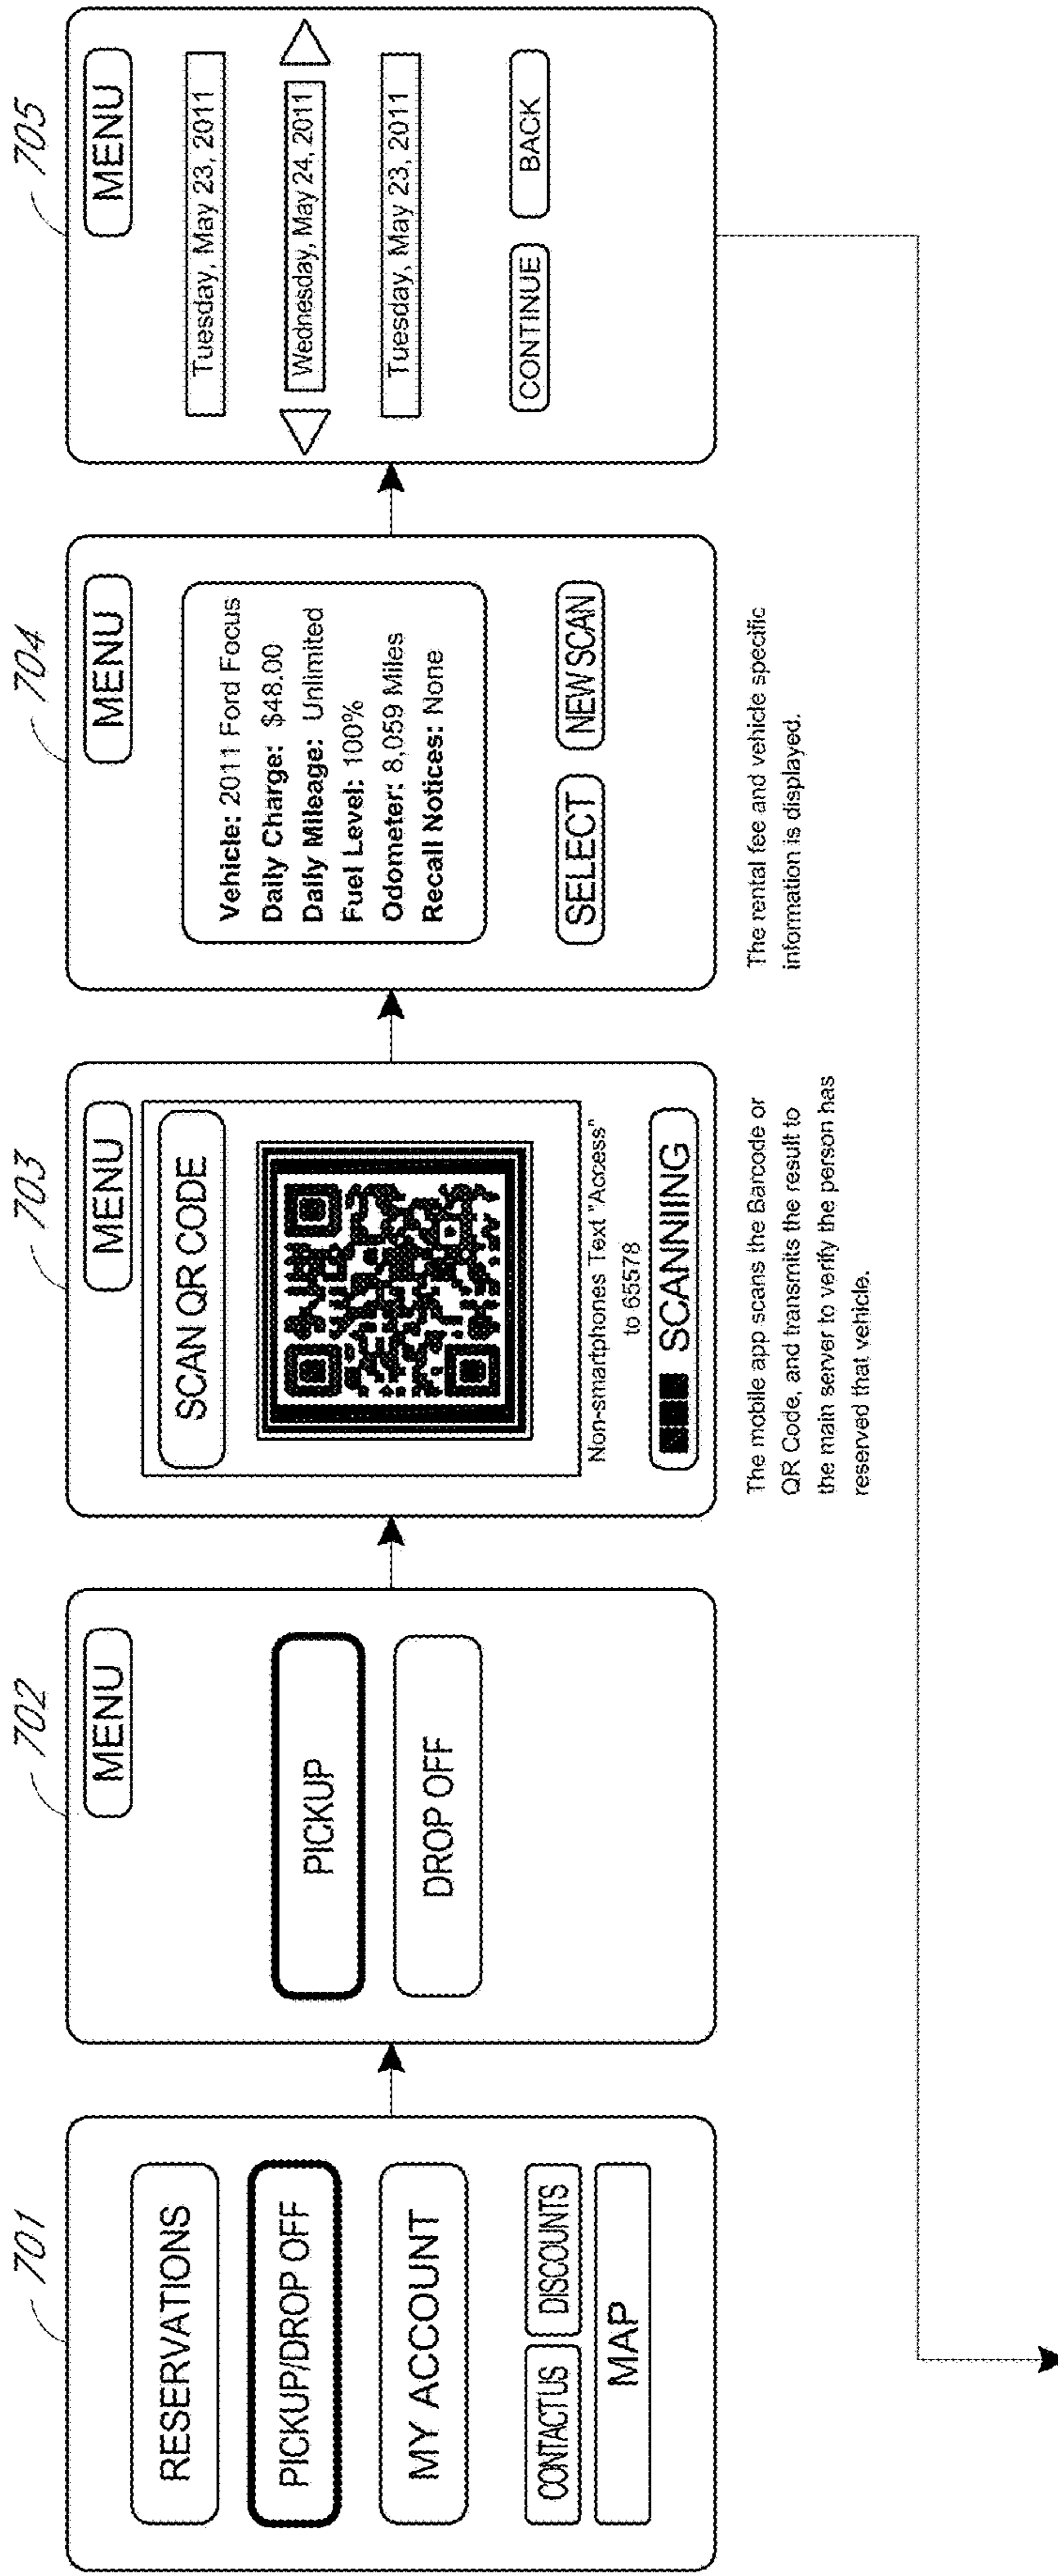 701
RESERVATIONS
PICKUP/DROP OFF
MY ACCOUNT
CONTACT US
DISCOUNTS
MAP
702
MENU
PICKUP
DROP OFF
703
MENU
SCAN QR CODE
Non-smartphones Text "Access"
to 65578
SCANNIING
The mobile app scans the Barcode or
QR Code, and transmits the result to
the main server to verify the person has
reserved that vehicle.
704
MENU
Vehicle: 2011 Ford Focus
Daily Charge: $48.00
Daily Mileage: Unlimited
Fuel Level: 100%
Odometer: 8,059 Miles
Recall Notices: None
SELECT
NEW SCAN
The rental fee and vehicle specific
information is displayed.
705
MENU
Tuesday, May 23, 2011
Wednesday, May 24, 2011
Tuesday, May 23, 2011
CONTINUE
BACK